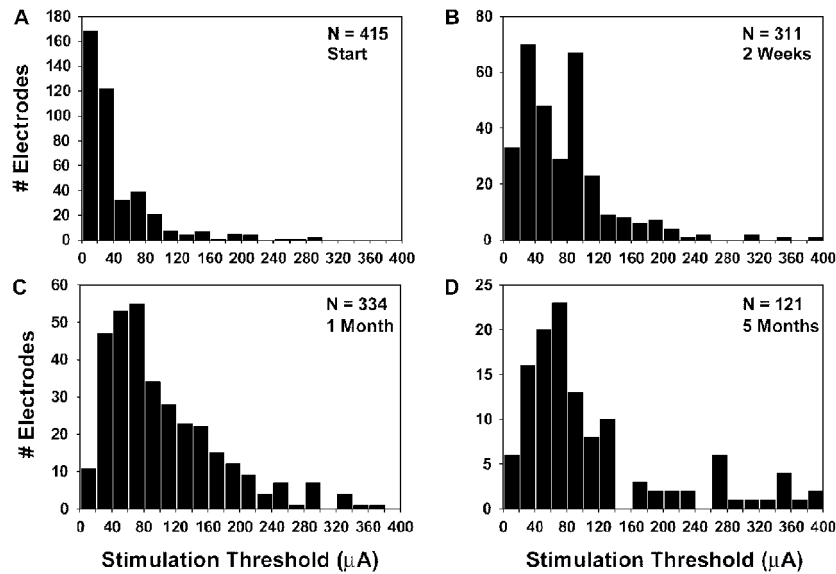 A
N = 415
Start
# Electrodes
180
160
140
120
100
80
60
40
20
0
0 40 80 120 160 200 240 280 320 360 400
B
N = 311
2 Weeks
80
60
40
20
0
0 40 80 120 160 200 240 280 320 360 400
C
N = 334
1 Month
# Electrodes
60
50
40
30
20
10
0
0 40 80 120 160 200 240 280 320 360 400
Stimulation Threshold (μA)
D
N = 121
5 Months
25
20
15
10
5
0
0 40 80 120 160 200 240 280 320 360 400
Stimulation Threshold (μA)